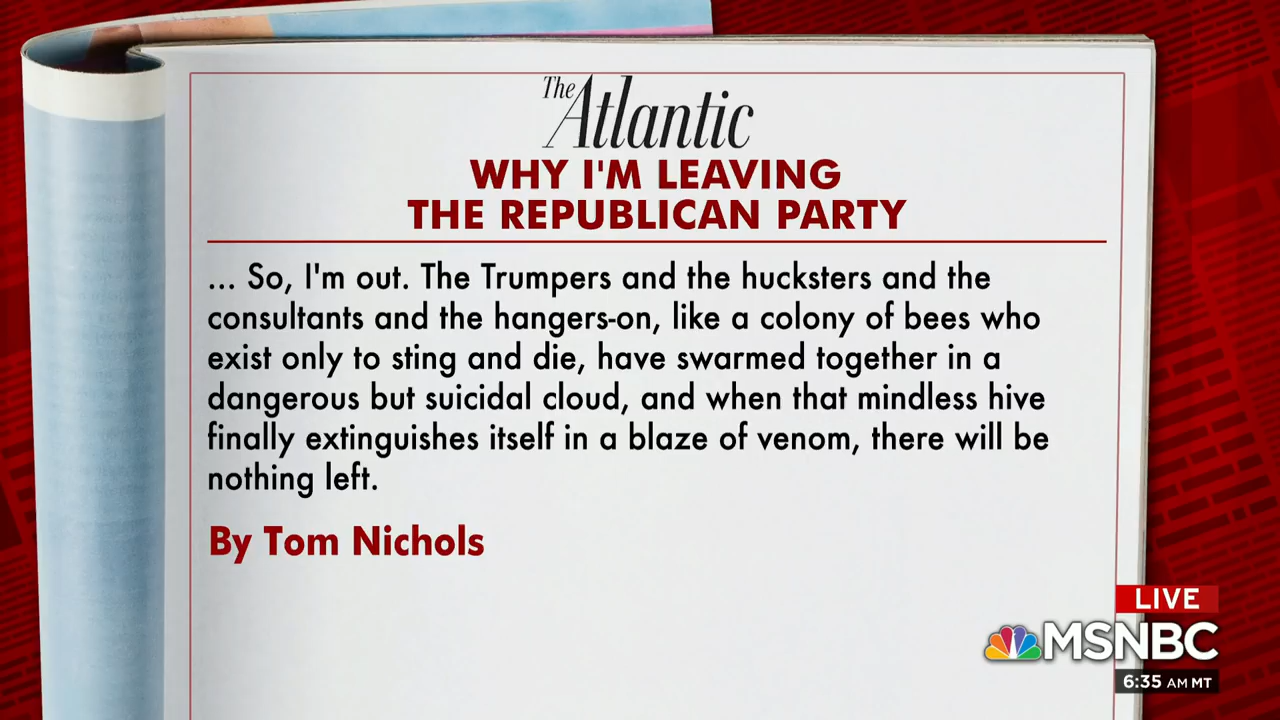 The Atlantic
WHY I'M LEAVING
THE REPUBLICAN PARTY
... So, I'm out. The Trumpers and the hucksters and the
consultants and the hangers-on, like a colony of bees who
exist only to sting and die, have swarmed together in a
dangerous but suicidal cloud, and when that mindless hive
finally extinguishes itself in a blaze of venom, there will be
nothing left.
By Tom Nichols
LIVE
MSNBC
6:35 AM MT